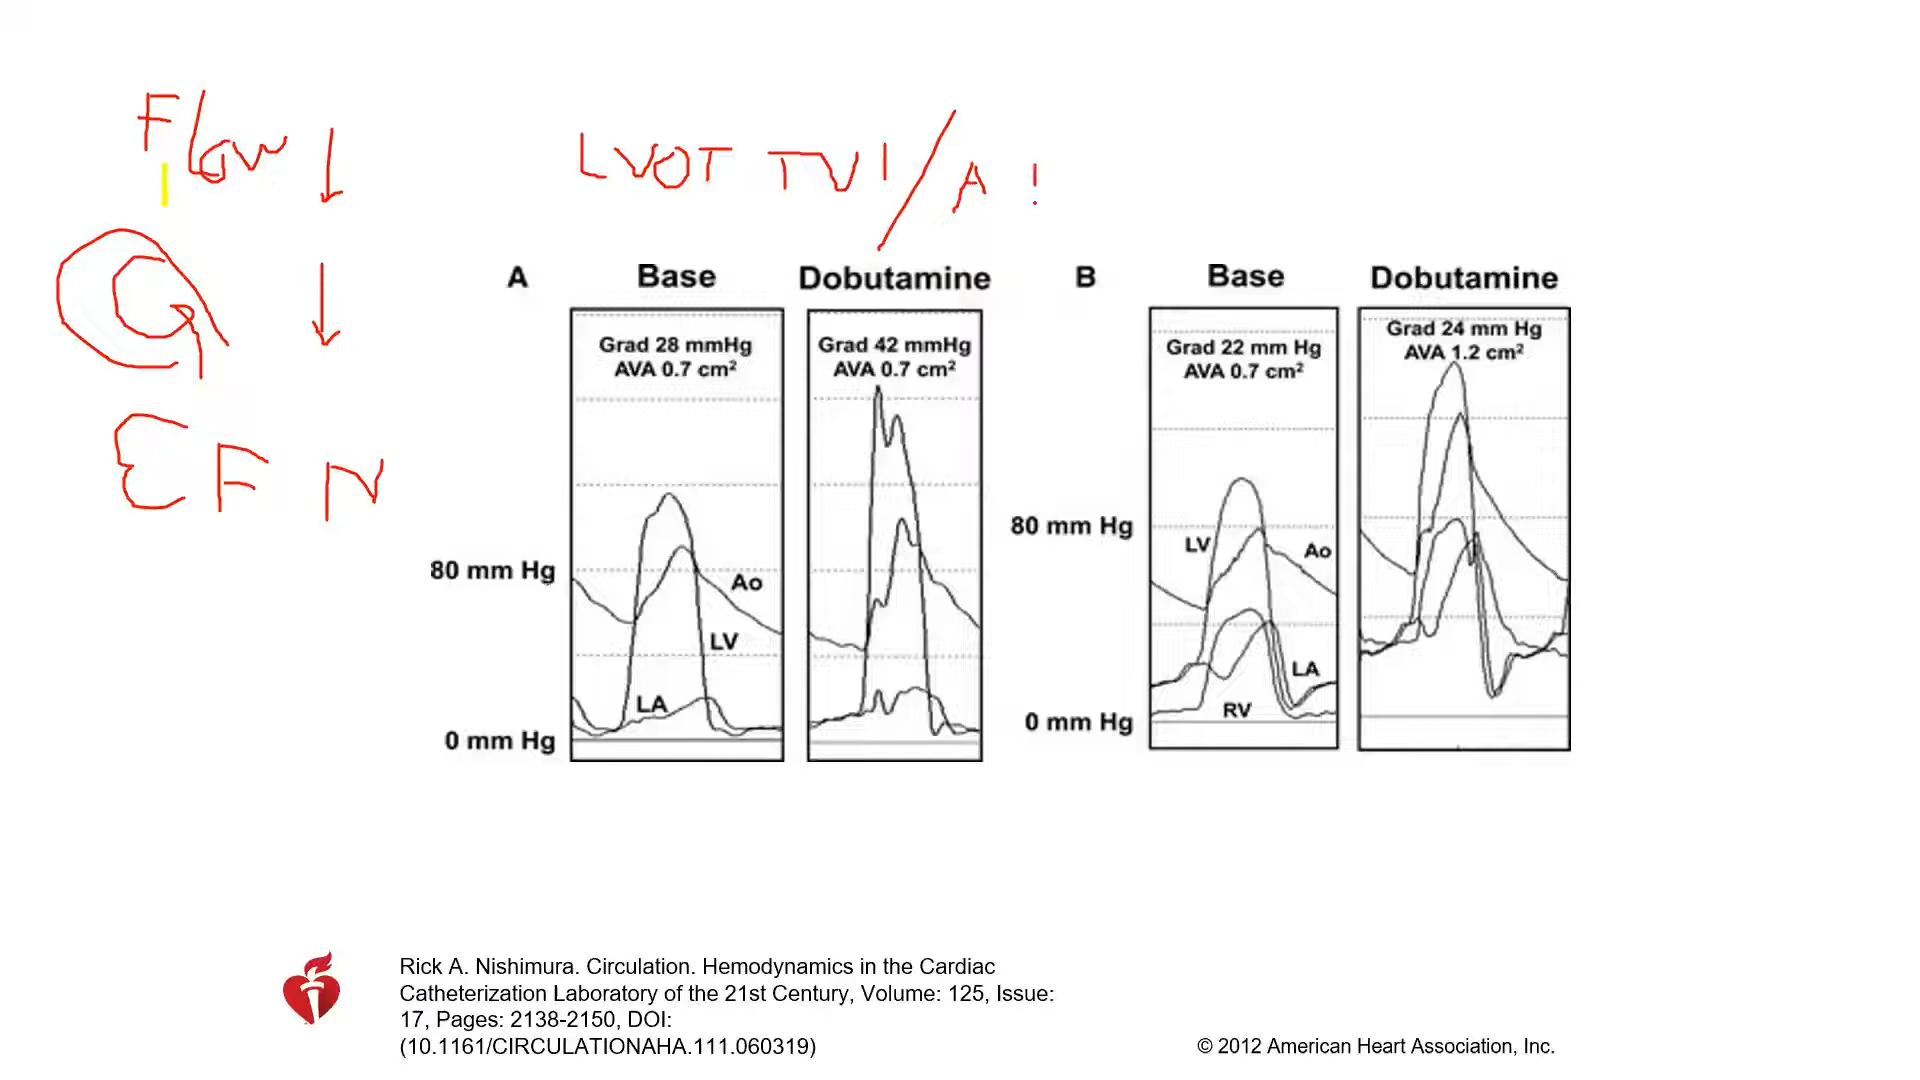 Flow ↓
LVOT TVI/A !
G ↓
EF N
A Base Dobutamine
Grad 28 mmHg
AVA 0.7 cm²
Grad 42 mmHg
AVA 0.7 cm²
80 mm Hg
0 mm Hg
Ao
LV
LA
B Base Dobutamine
Grad 22 mm Hg
AVA 0.7 cm²
Grad 24 mm Hg
AVA 1.2 cm²
80 mm Hg
0 mm Hg
LV
Ao
LA
RV
Rick A. Nishimura. Circulation. Hemodynamics in the Cardiac
Catheterization Laboratory of the 21st Century, Volume: 125, Issue:
17, Pages: 2138-2150, DOI:
(10.1161/CIRCULATIONAHA.111.060319)
© 2012 American Heart Association, Inc.